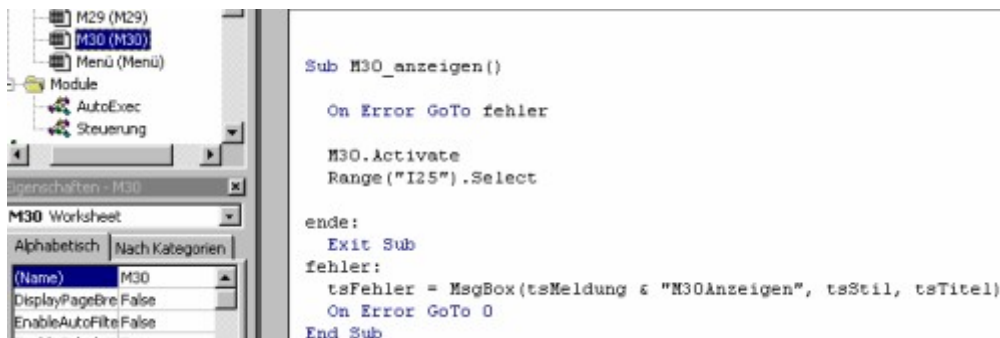 M29 (M29)
M30 (M30)
Menü (Menü)
Module
AutoExec
Steuerung
Eigenschaften - M30
M30 Worksheet
Alphabetisch Nach Kategorien
(Name) M30
DisplayPageBre False
EnableAutoFilte False
Sub M30_anzeigen()
On Error GoTo fehler
M30.Activate
Range("I25").Select
ende:
Exit Sub
fehler:
tsFehler = MsgBox(tsMeldung & "M30Anzeigen", tsStil, tsTitel)
On Error GoTo 0
End Sub